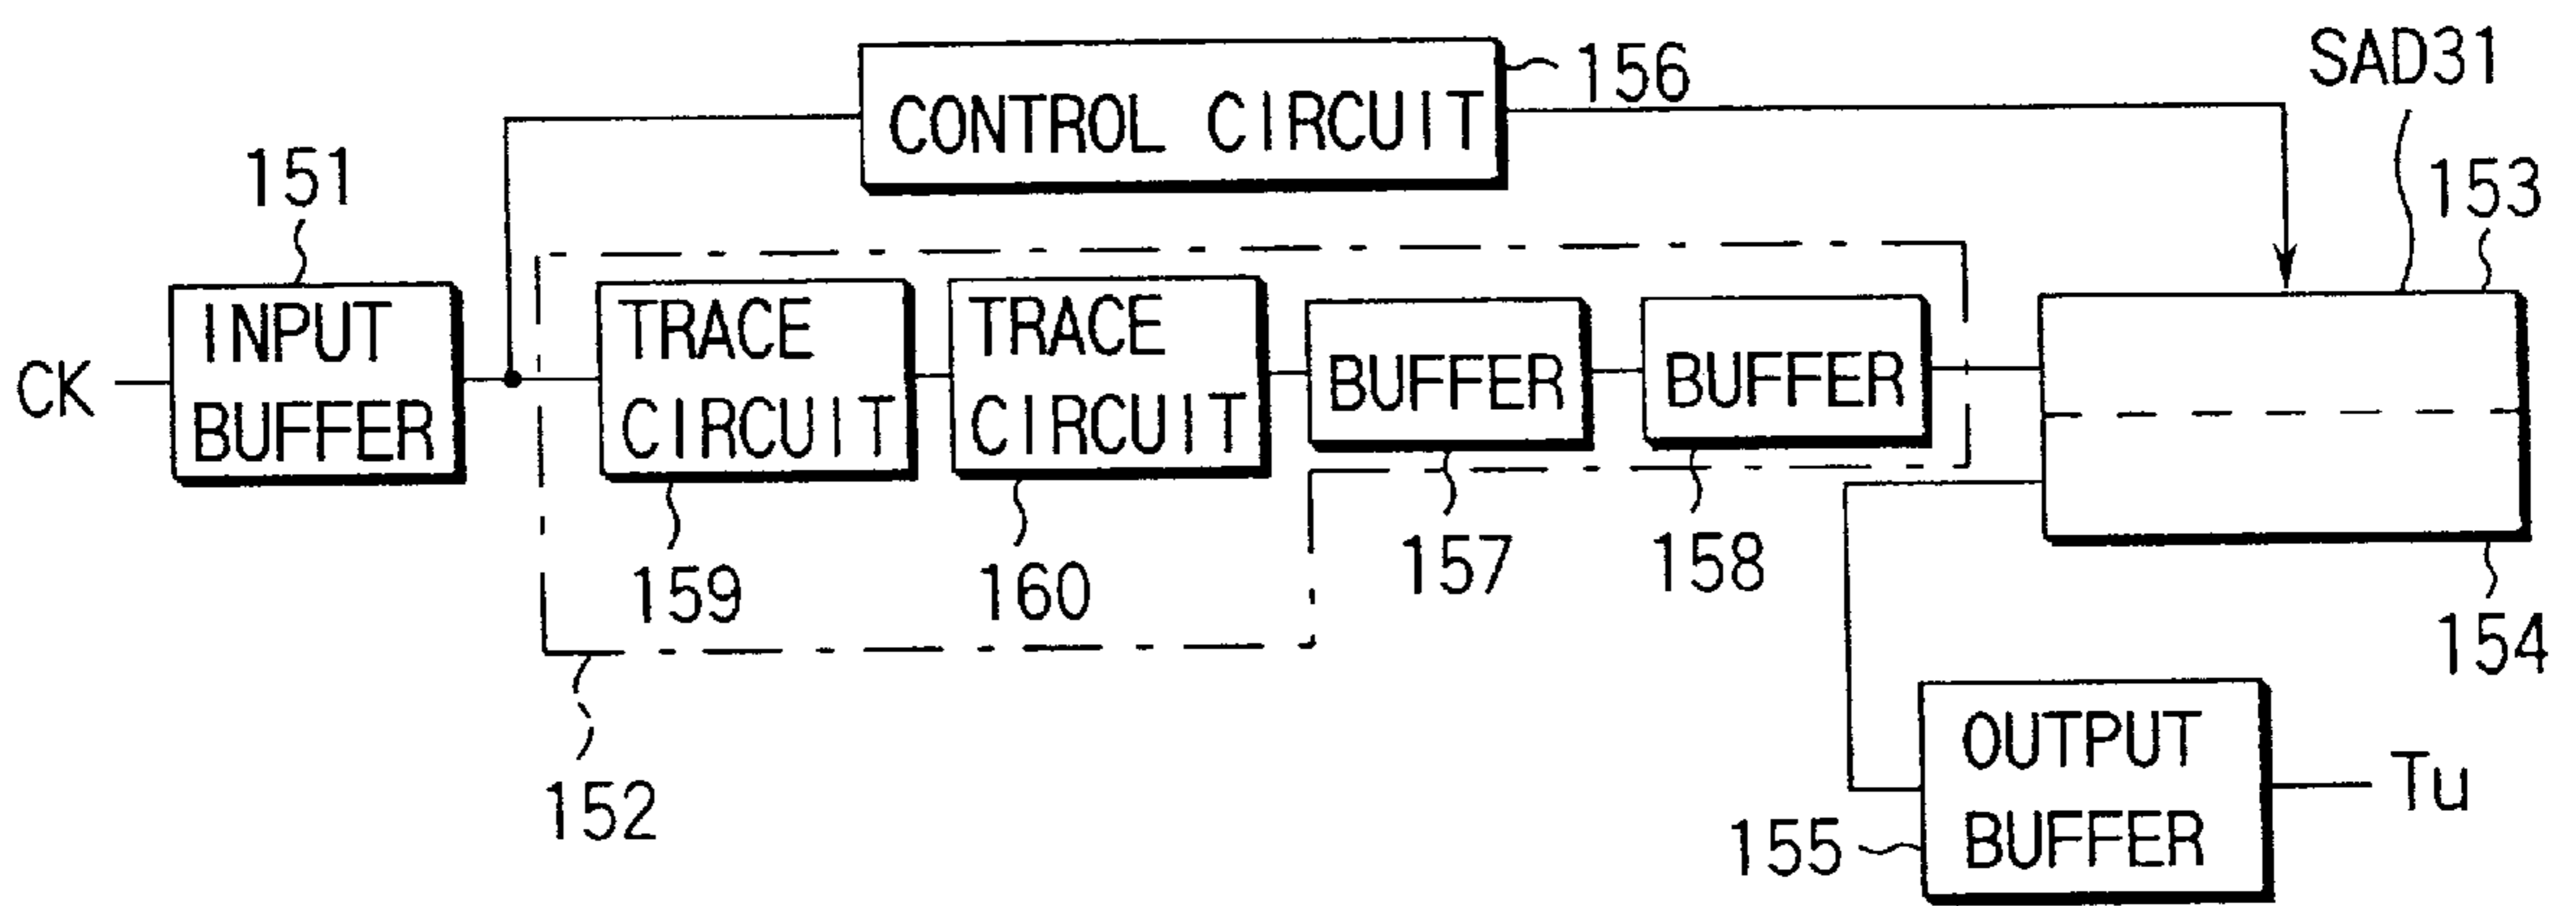 CONTROL CIRCUIT
156
SAD31
151
153
CK
INPUT
BUFFER
TRACE
CIRCUIT
TRACE
CIRCUIT
BUFFER
BUFFER
159
160
157
158
154
152
OUTPUT
BUFFER
Tu
155